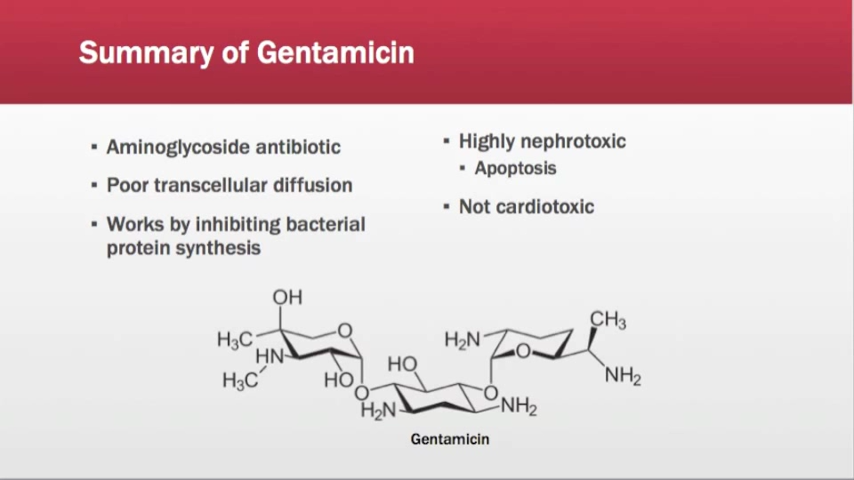 Summary of Gentamicin
▪ Aminoglycoside antibiotic
▪ Poor transcellular diffusion
▪ Works by inhibiting bacterial
protein synthesis
▪ Highly nephrotoxic
▪ Apoptosis
▪ Not cardiotoxic
OH
H₃C
O
HN
H₃C
HO
O
HO
H₂N
H₂N
O
O
NH₂
CH₃
NH₂
Gentamicin